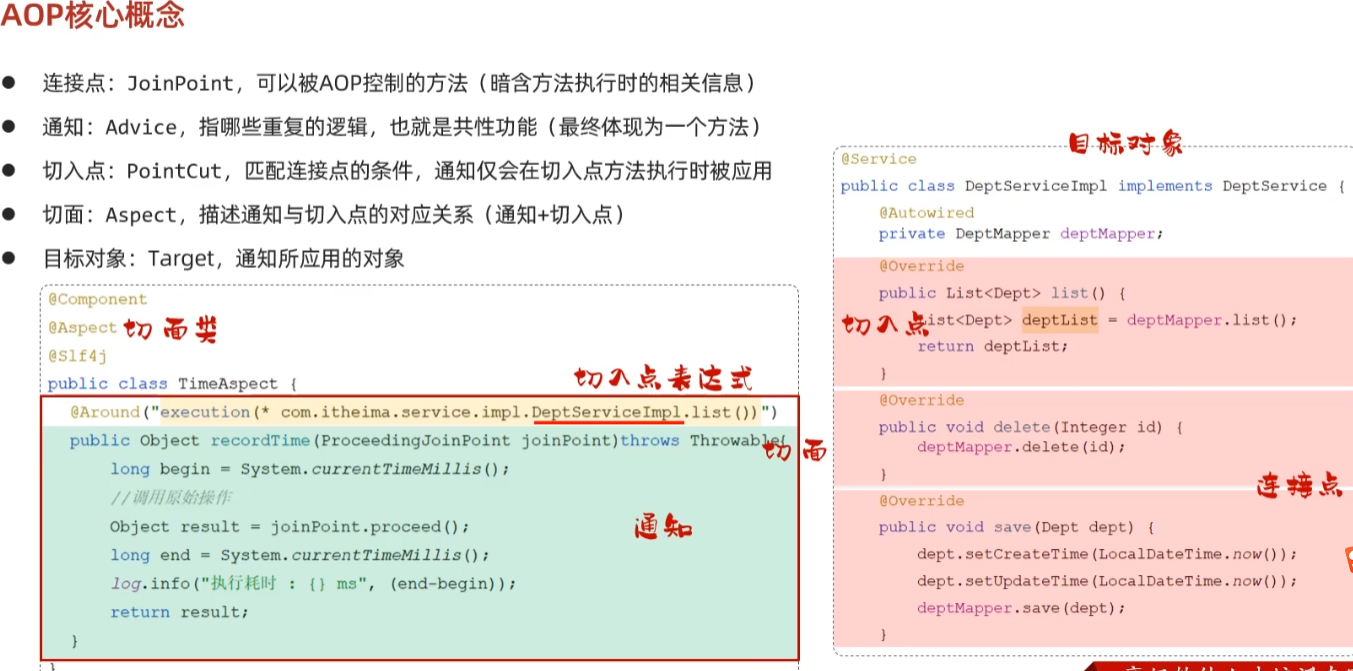 AOP核心概念
● 连接点：JoinPoint，可以被AOP控制的方法（暗含方法执行时的相关信息）
● 通知：Advice，指哪些重复的逻辑，也就是共性功能（最终体现为一个方法）
● 切入点：PointCut，匹配连接点的条件，通知仅会在切入点方法执行时被应用
● 切面：Aspect，描述通知与切入点的对应关系（通知+切入点）
● 目标对象：Target，通知所应用的对象
@Component
@Aspect 切面类
@Slf4j
public class TimeAspect {
切入点表达式
@Around("execution(* com.itheima.service.impl.DeptServiceImpl.list())")
public Object recordTime(ProceedingJoinPoint joinPoint)throws Throwable{
切面
long begin = System.currentTimeMillis();
//调用原始操作
Object result = joinPoint.proceed();
通知
long end = System.currentTimeMillis();
log.info("执行耗时 : {} ms", (end-begin));
return result;
}
}
目标对象
@Service
public class DeptServiceImpl implements DeptService {
@Autowired
private DeptMapper deptMapper;
@Override
public List<Dept> list() {
切入点
List<Dept> deptList = deptMapper.list();
return deptList;
}
@Override
public void delete(Integer id) {
deptMapper.delete(id);
}
连接点
@Override
public void save(Dept dept) {
dept.setCreateTime(LocalDateTime.now());
dept.setUpdateTime(LocalDateTime.now());
deptMapper.save(dept);
}